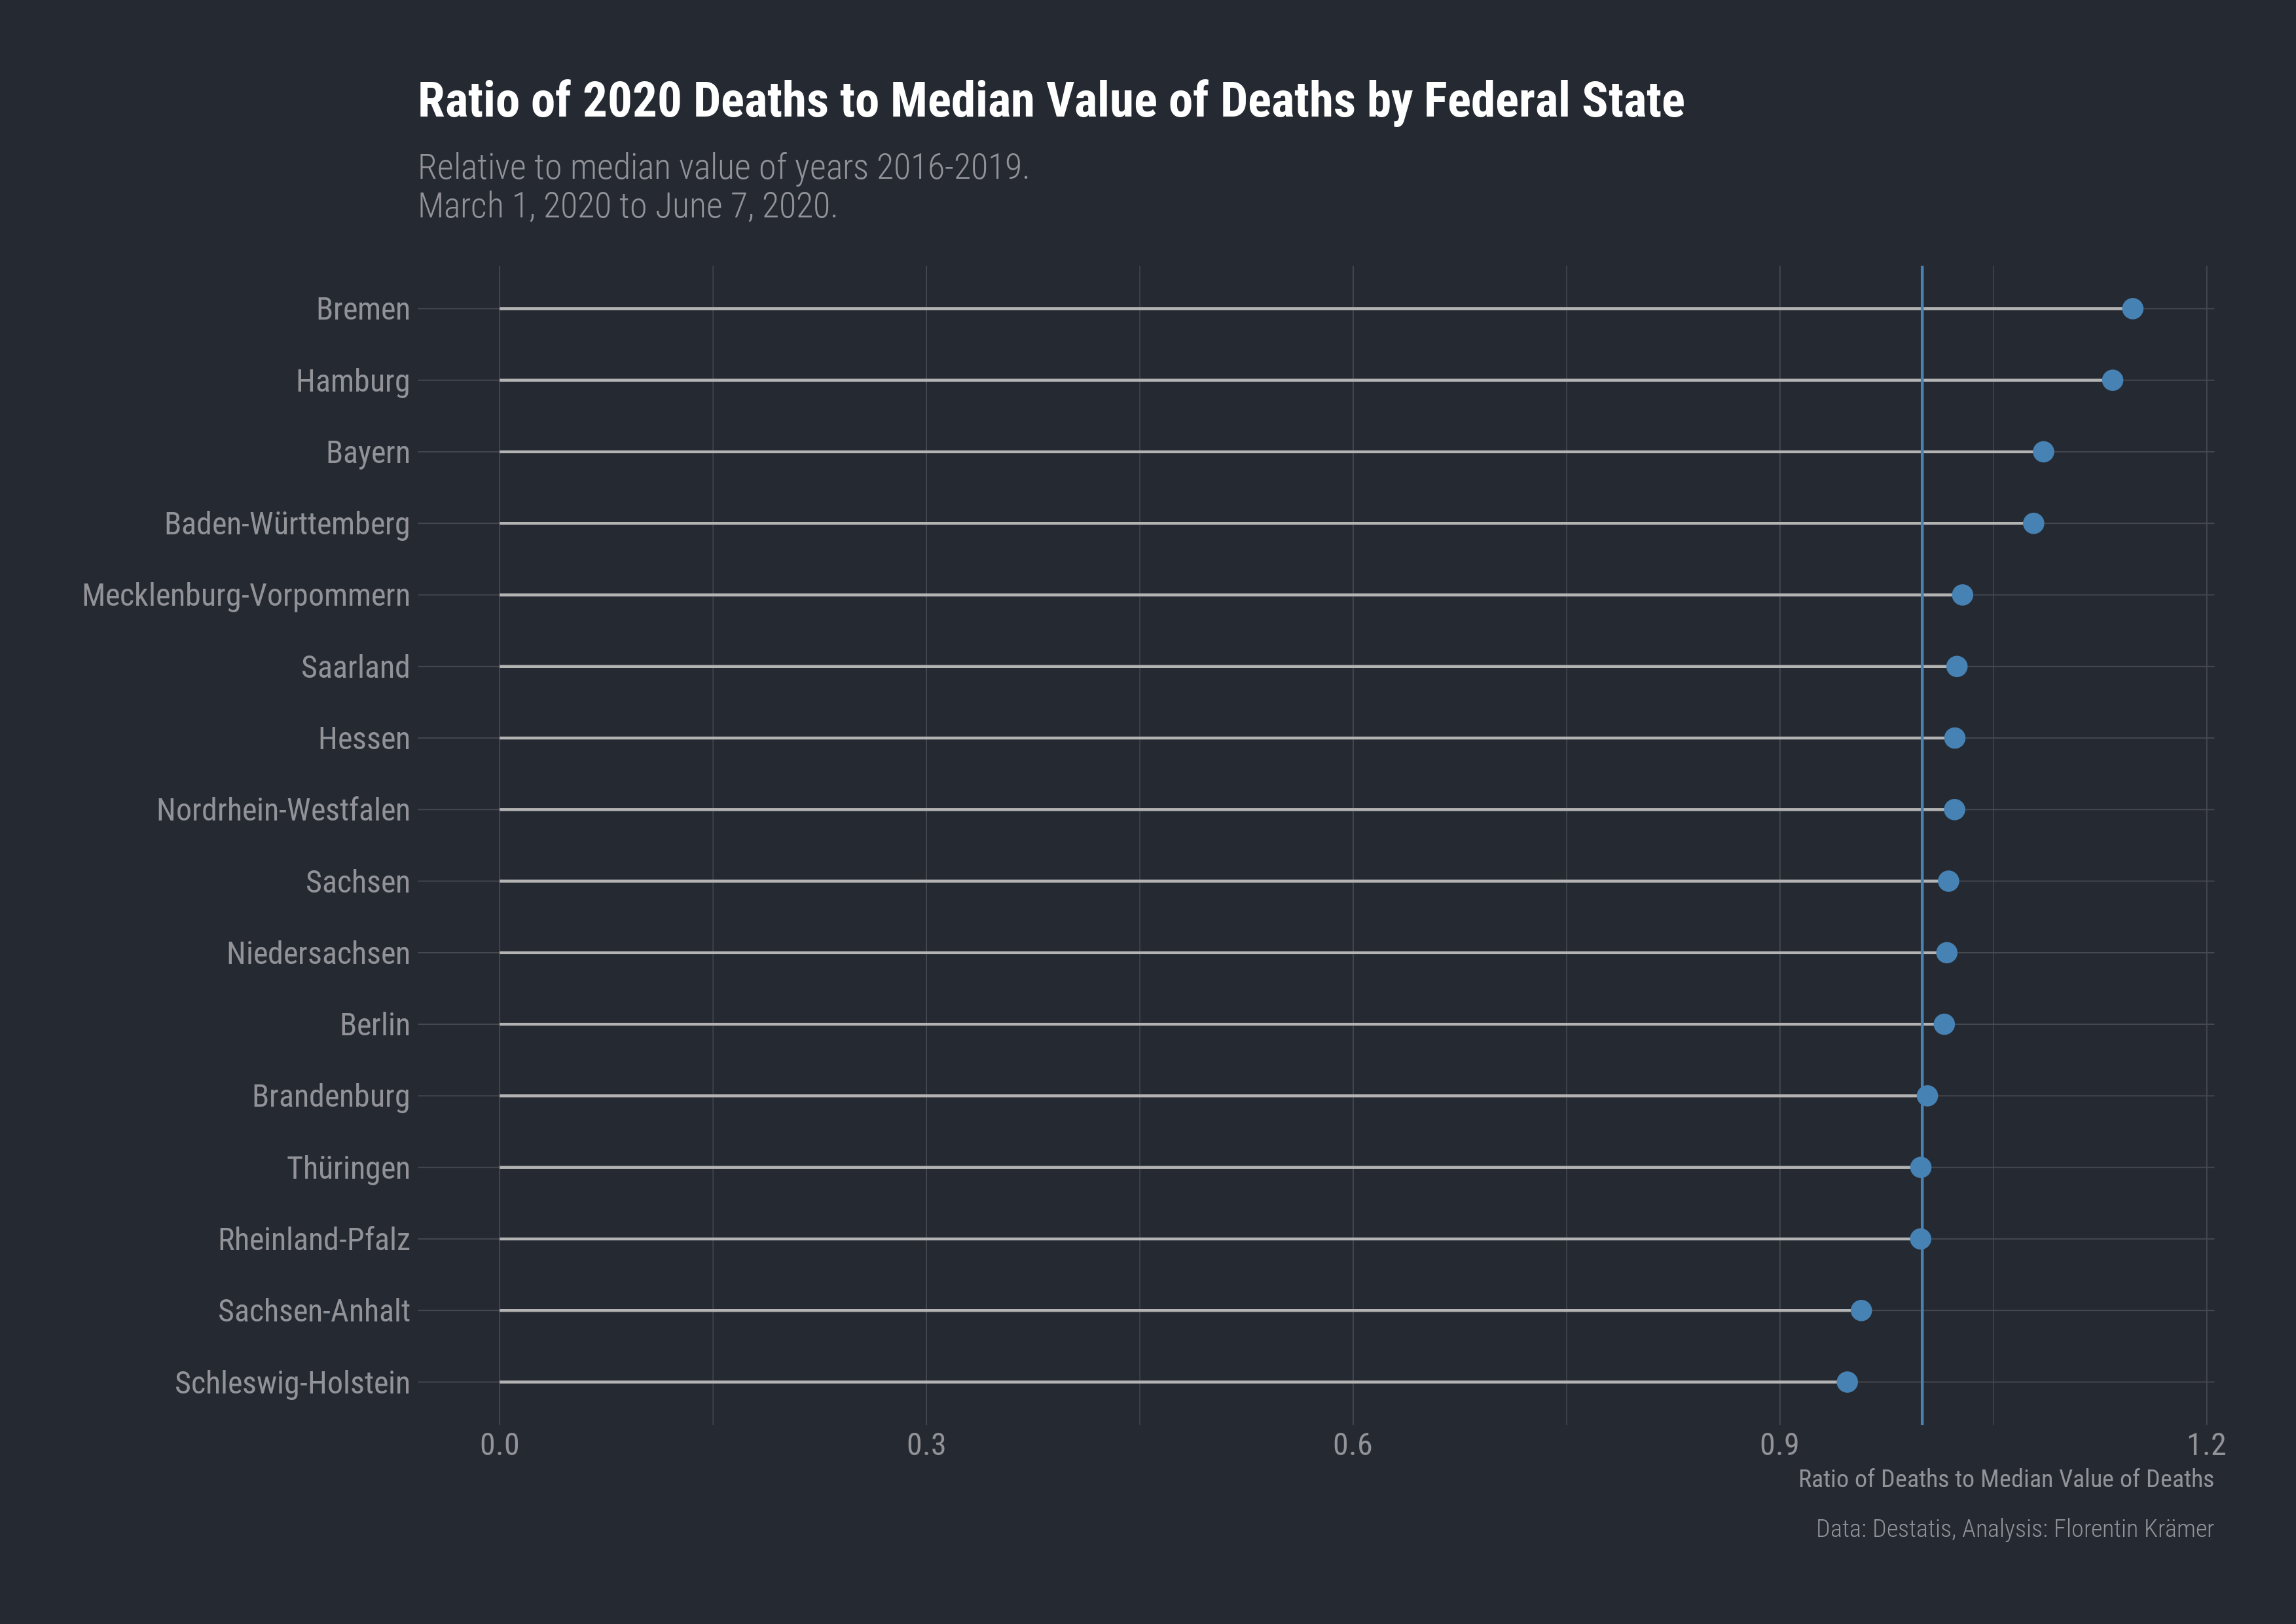 Ratio of 2020 Deaths to Median Value of Deaths by Federal State
Relative to median value of years 2016-2019.
March 1, 2020 to June 7, 2020.
Bremen
Hamburg
Bayern
Baden-Württemberg
Mecklenburg-Vorpommern
Saarland
Hessen
Nordrhein-Westfalen
Sachsen
Niedersachsen
Berlin
Brandenburg
Thüringen
Rheinland-Pfalz
Sachsen-Anhalt
Schleswig-Holstein
0.0 0.3 0.6 0.9 1.2
Ratio of Deaths to Median Value of Deaths
Data: Destatis, Analysis: Florentin Krämer